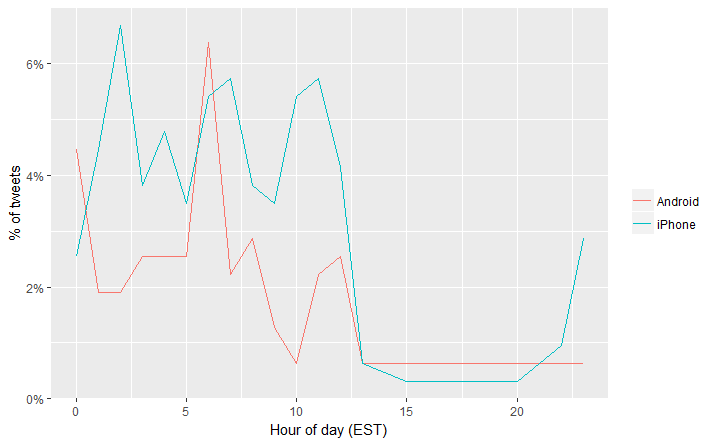 6%
4%
2%
0%
% of tweets
0 5 10 15 20
Hour of day (EST)
Android
iPhone